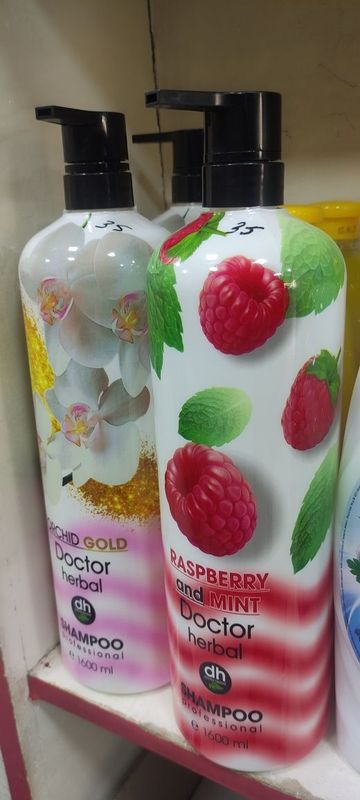 35
ORCHID GOLD
Doctor
herbal
dh
SHAMPOO
professional
1600 ml
35
RASPBERRY
and MINT
Doctor
herbal
dh
SHAMPOO
professional
e 1600 ml